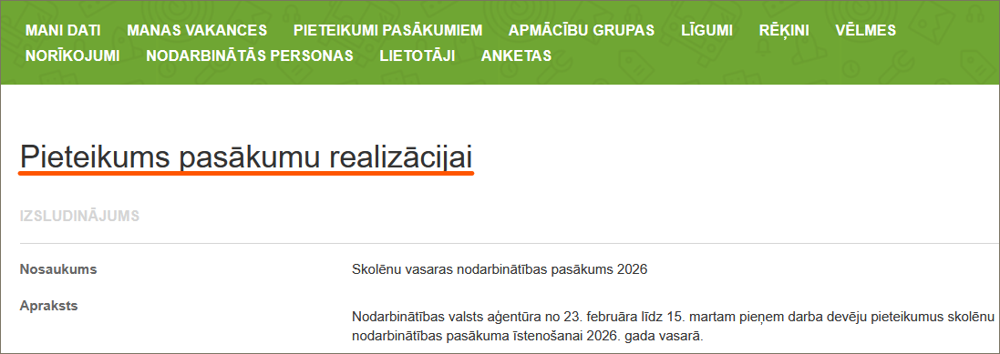 MANI DATI MANAS VAKANCES PIETEIKUMI PASĀKUMIEM APMĀCĪBU GRUPAS LĪGUMI RĒĶINI VĒLMES
NORĪKOJUMI NODARBINĀTĀS PERSONAS LIETOTĀJI ANKETAS
Pieteikums pasākumu realizācijai
IZSLUDINĀJUMS
Nosaukums Skolēnu vasaras nodarbinātības pasākums 2026
Apraksts
Nodarbinātības valsts aģentūra no 23. februāra līdz 15. martam pieņem darba devēju pieteikumus skolēnu
nodarbinātības pasākuma īstenošanai 2026. gada vasarā.